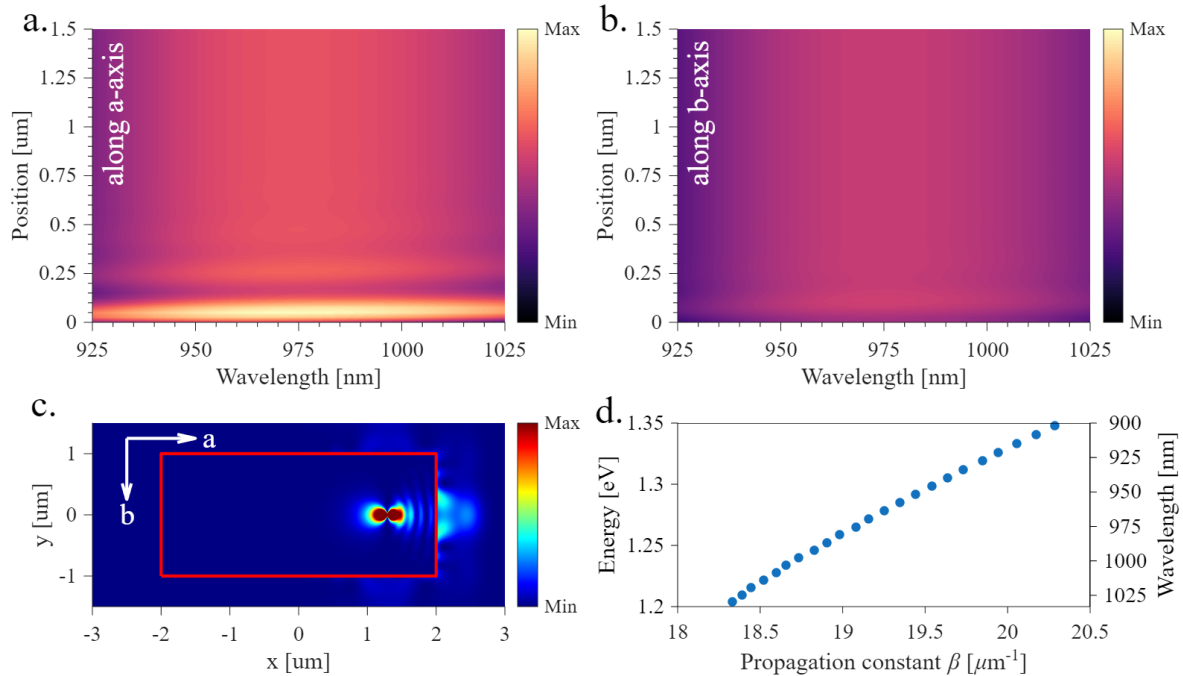 a.
along a-axis
Position [um]
1.5
1.25
1
0.75
0.5
0.25
0
925
950
975
1000
1025
Wavelength [nm]
Max
Min
b.
along b-axis
Position [um]
1.5
1.25
1
0.75
0.5
0.25
0
925
950
975
1000
1025
Wavelength [nm]
Max
Min
c.
a
b
y [um]
1
0
-1
-3
-2
-1
0
1
2
3
x [um]
Max
Min
d.
Energy [eV]
1.35
1.3
1.25
1.2
18
18.5
19
19.5
20
20.5
Propagation constant β [μm⁻¹]
900
925
950
975
1000
1025
Wavelength [nm]